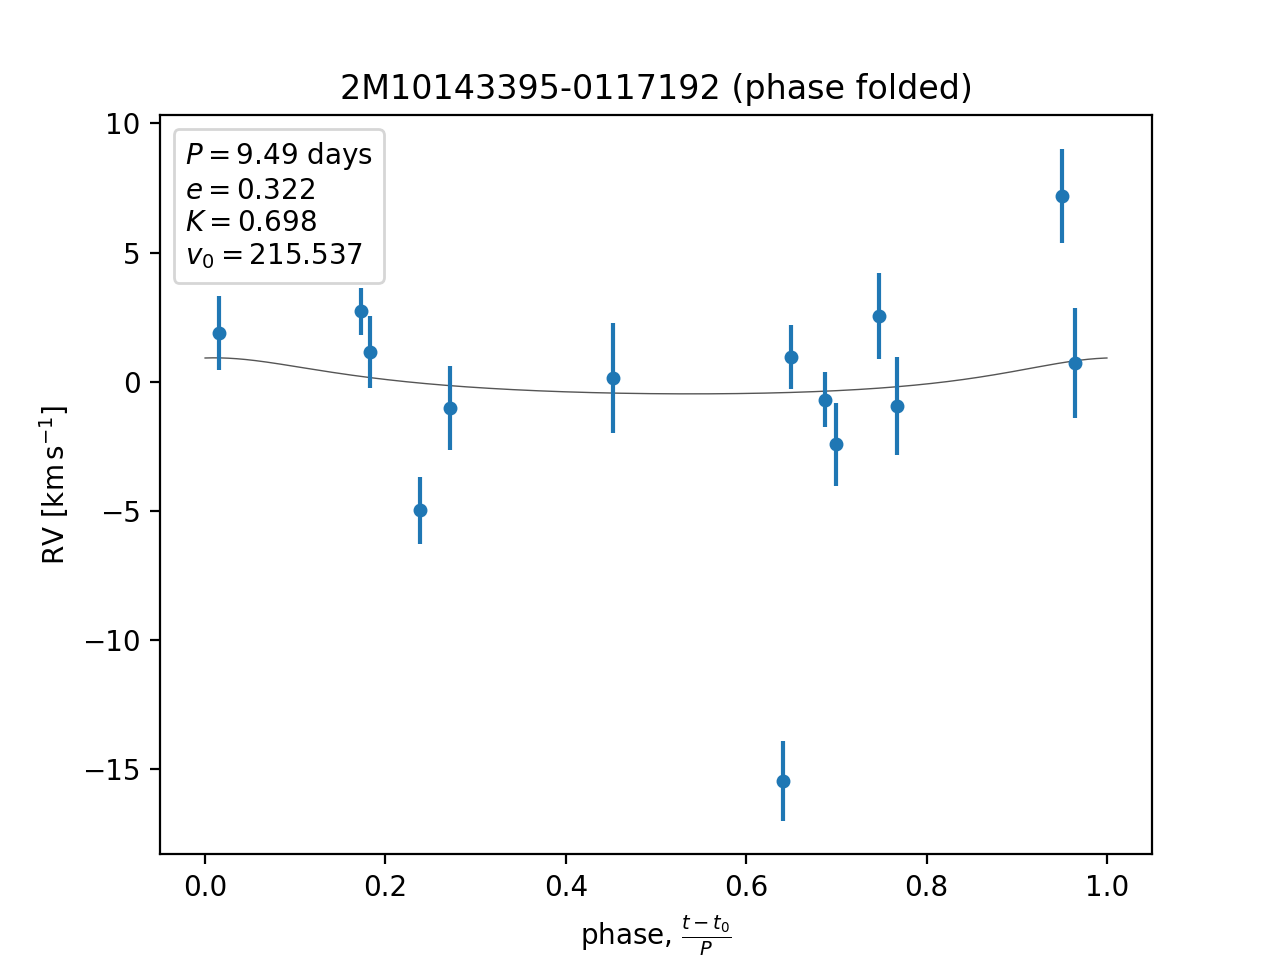 2M10143395-0117192 (phase folded)
P = 9.49 days
e = 0.322
K = 0.698
v₀ = 215.537
10
5
0
−5
−10
−15
RV [km s⁻¹]
0.0 0.2 0.4 0.6 0.8 1.0
phase, (t − t₀)/P